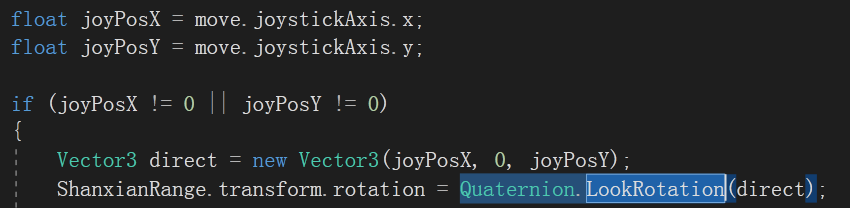 float joyPosX = move.joystickAxis.x;
float joyPosY = move.joystickAxis.y;
if (joyPosX != 0 || joyPosY != 0)
{
Vector3 direct = new Vector3(joyPosX, 0, joyPosY);
ShanxianRange.transform.rotation = Quaternion.LookRotation(direct);